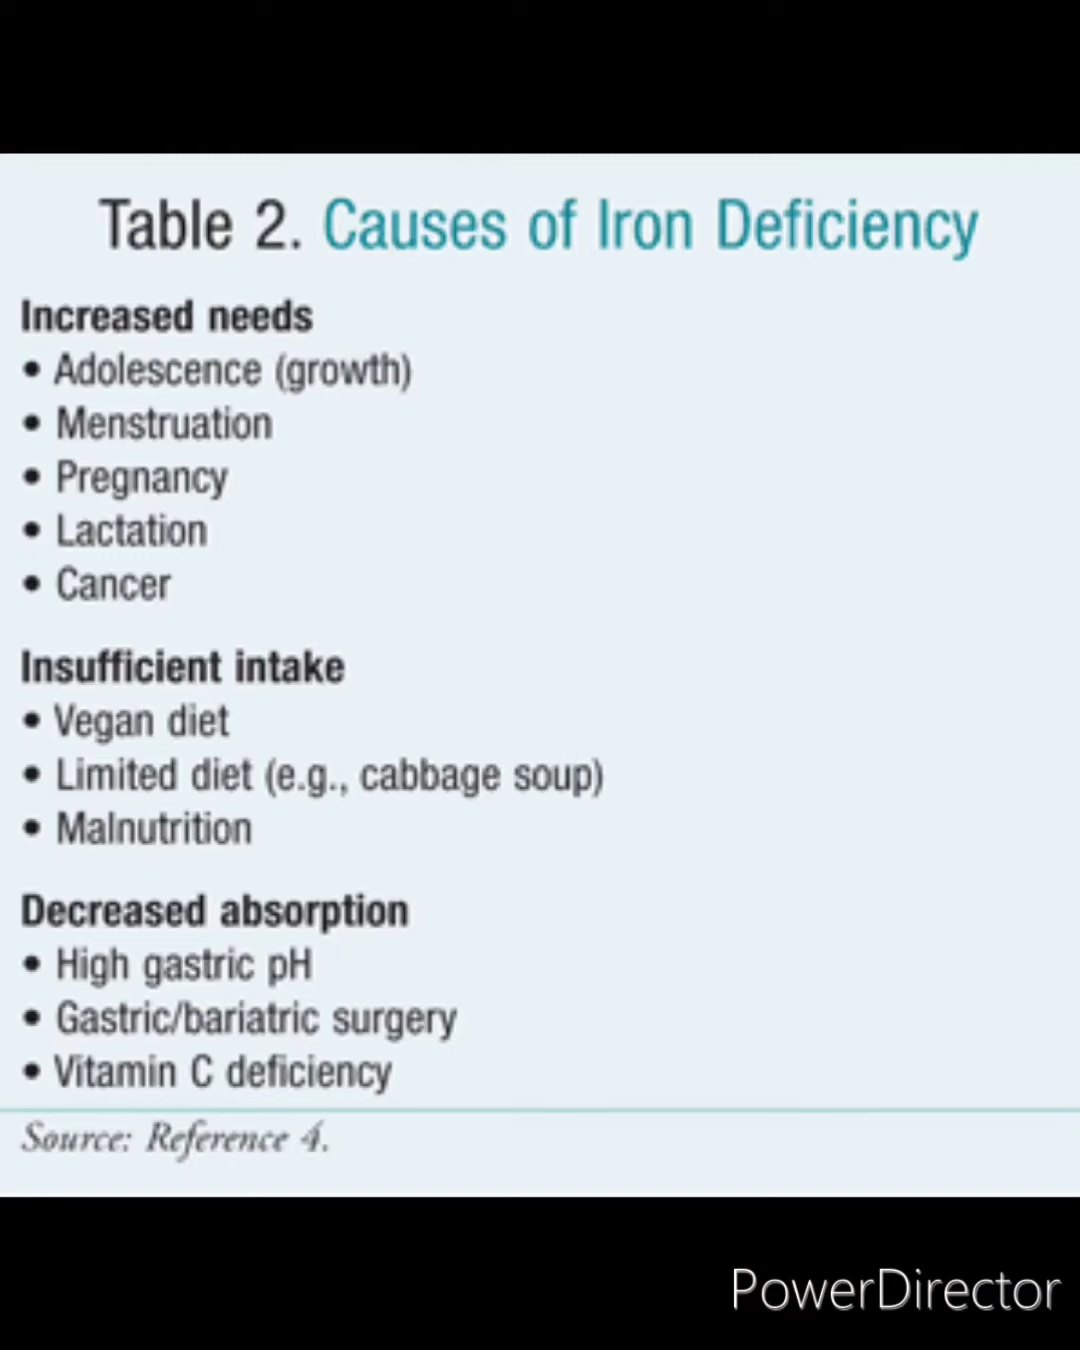 Table 2. Causes of Iron Deficiency
Increased needs
• Adolescence (growth)
• Menstruation
• Pregnancy
• Lactation
• Cancer
Insufficient intake
• Vegan diet
• Limited diet (e.g., cabbage soup)
• Malnutrition
Decreased absorption
• High gastric pH
• Gastric/bariatric surgery
• Vitamin C deficiency
Source: Reference 4.
PowerDirector